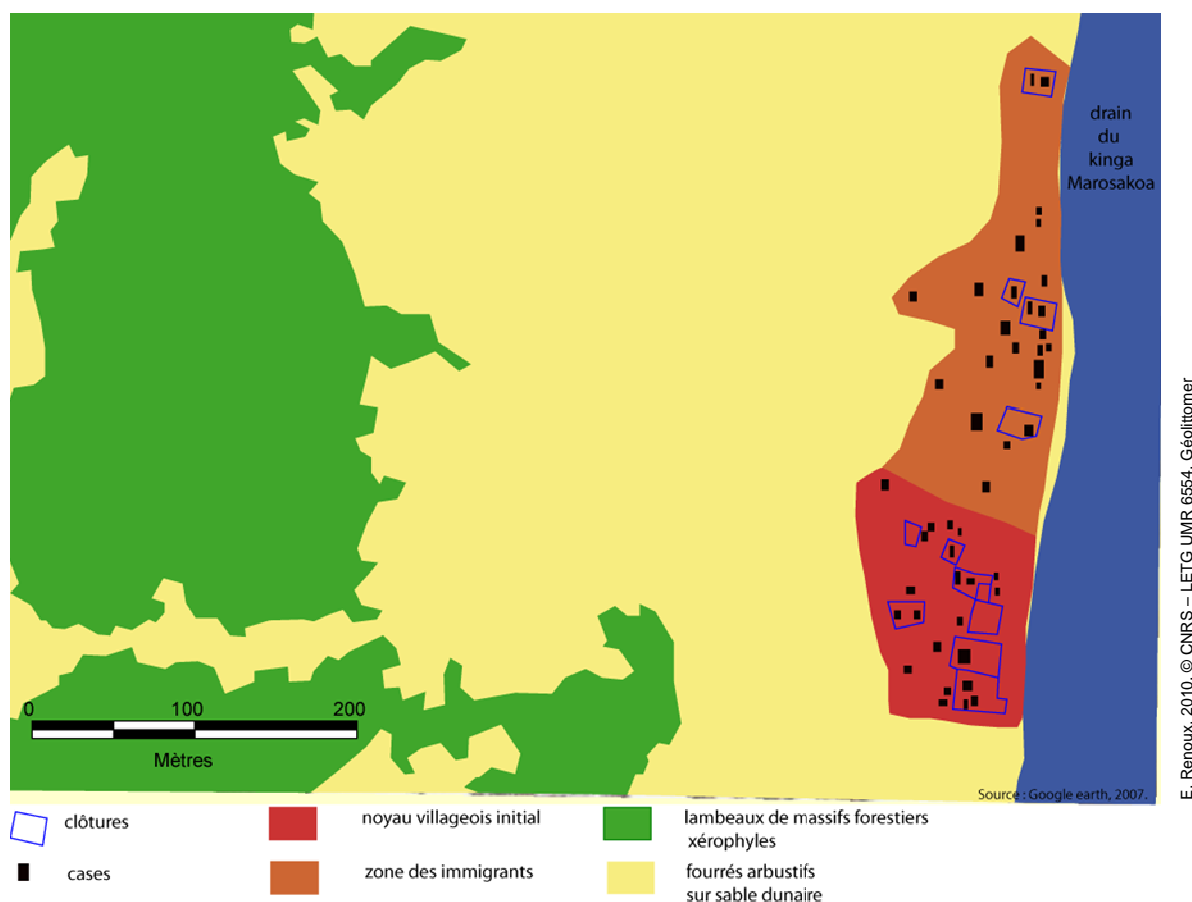 drain
du
kinga
Marosakoa
0 100 200
Mètres
Source : Google earth, 2007.
E. Renoux, 2010. © CNRS – LETG UMR 6554, Géolittomer
clôtures
cases
noyau villageois initial
zone des immigrants
lambeaux de massifs forestiers
xérophyles
fourrés arbustifs
sur sable dunaire